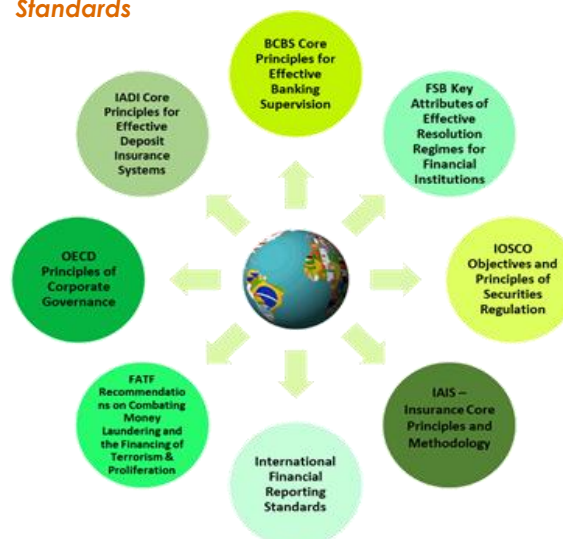 Standards
BCBS Core
Principles for
Effective
Banking
Supervision
FSB Key
Attributes of
Effective
Resolution
Regimes for
Financial
Institutions
IOSCO
Objectives and
Principles of
Securities
Regulation
IAIS –
Insurance Core
Principles and
Methodology
International
Financial
Reporting
Standards
FATF
Recommendatio
ns on Combating
Money
Laundering and
the Financing of
Terrorism &
Proliferation
OECD
Principles of
Corporate
Governance
IADI Core
Principles for
Effective
Deposit
Insurance
Systems